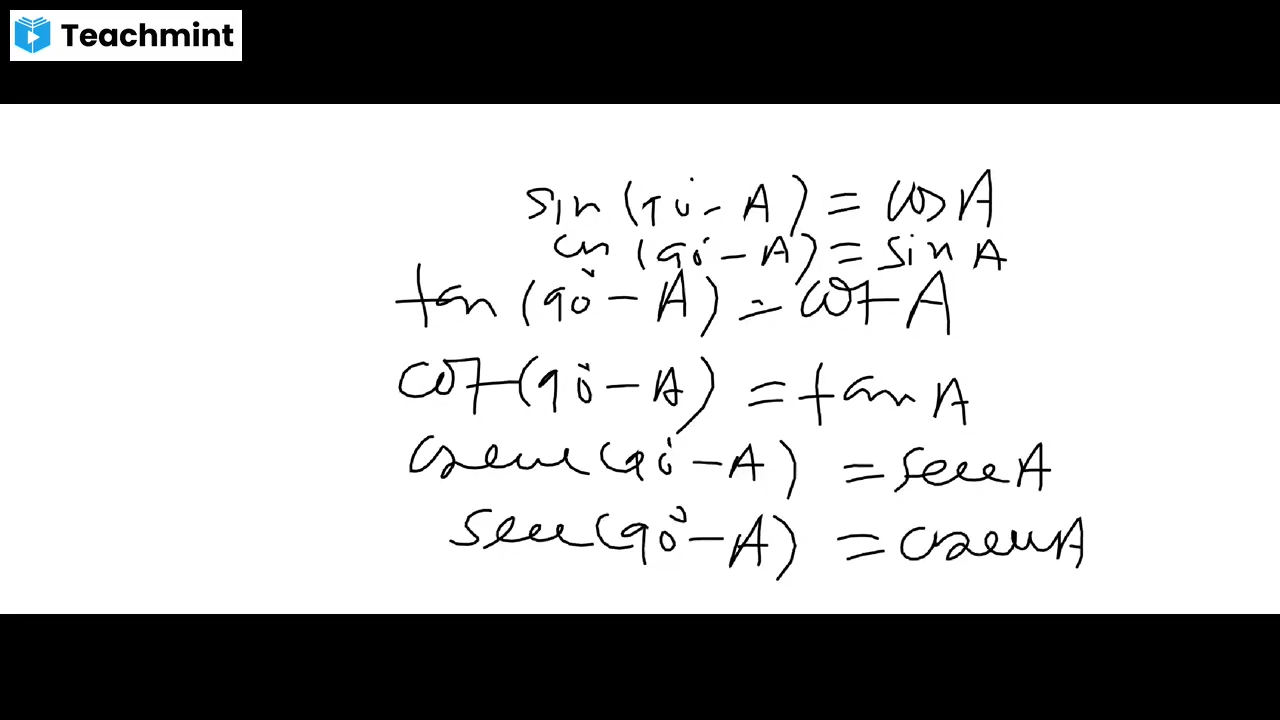 Teachmint
sin (90° - A) = cos A
cos (90° - A) = sin A
tan (90° - A) = cot A
cot (90° - A) = tan A
cosec (90° - A) = sec A
sec (90° - A) = cosec A